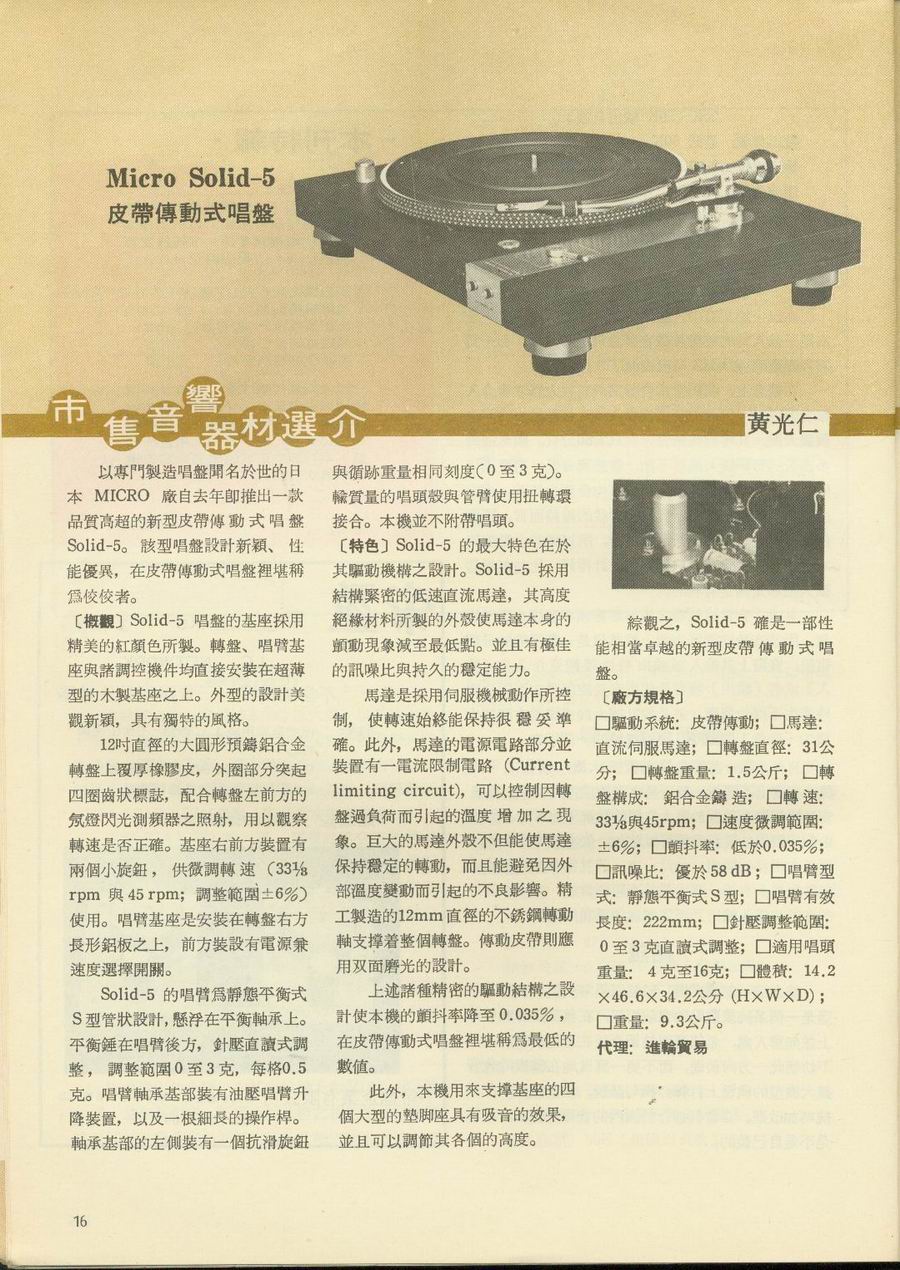 Micro Solid-5
皮帶傳動式唱盤
市售音響器材選介
黃光仁
以專門製造唱盤聞名於世的日
本 MICRO 廠自去年卽推出一款
品質高超的新型皮帶傳動式唱盤
Solid-5。該型唱盤設計新穎、性
能優異，在皮帶傳動式唱盤裡堪稱
爲佼佼者。
〔槪觀〕Solid-5 唱盤的基座採用
精美的紅顏色所製。轉盤、唱臂基
座與諸調控機件均直接安裝在超薄
型的木製基座之上。外型的設計美
觀新穎，具有獨特的風格。
12吋直徑的大圓形預鑄鋁合金
轉盤上覆厚橡膠皮，外圈部分突起
四圈齒狀標誌，配合轉盤左前方的
氖燈閃光測頻器之照射，用以觀察
轉速是否正確。基座右前方裝置有
兩個小旋鈕，供微調轉速（33⅓
rpm 與 45 rpm；調整範圍±6%）
使用。唱臂基座是安裝在轉盤右方
長形鋁板之上，前方裝設有電源兼
速度選擇開關。
Solid-5 的唱臂爲靜態平衡式
S型管狀設計，懸浮在平衡軸承上。
平衡錘在唱臂後方，針壓直讀式調
整，調整範圍0至3克，每格0.5
克。唱臂軸承基部裝有油壓唱臂升
降裝置，以及一根細長的操作桿。
軸承基部的左側裝有一個抗滑旋鈕
與循跡重量相同刻度(0至3克)。
輸質量的唱頭殼與管臂使用扭轉環
接合。本機並不附帶唱頭。
〔特色〕Solid-5 的最大特色在於
其驅動機構之設計。Solid-5 採用
結構緊密的低速直流馬達，其高度
絕緣材料所製的外殼使馬達本身的
顫動現象減至最低點。並且有極佳
的訊噪比與持久的穩定能力。
馬達是採用伺服機械動作所控
制，使轉速始終能保持很穩妥準
確。此外，馬達的電源電路部分並
裝置有一電流限制電路 (Current
limiting circuit)，可以控制因轉
盤過負荷而引起的溫度增加之現
象。巨大的馬達外殼不但能使馬達
保持穩定的轉動，而且能避免因外
部溫度變動而引起的不良影響。精
工製造的12mm直徑的不銹鋼轉動
軸支撐着整個轉盤。傳動皮帶則應
用双面磨光的設計。
上述諸種精密的驅動結構之設
計使本機的顫抖率降至 0.035%，
在皮帶傳動式唱盤裡堪稱爲最低的
數值。
此外，本機用來支撐基座的四
個大型的墊脚座具有吸音的效果，
並且可以調節其各個的高度。
綜觀之，Solid-5 確是一部性
能相當卓越的新型皮帶傳動式唱
盤。
〔廠方規格〕
□驅動系統：皮帶傳動；□馬達：
直流伺服馬達；□轉盤直徑：31公
分；□轉盤重量：1.5公斤；□轉
盤構成：鋁合金鑄造；□轉速：
33⅓與45rpm；□速度微調範圍：
±6%；□顫抖率：低於0.035%；
□訊噪比：優於58 dB；□唱臂型
式：靜態平衡式S型；□唱臂有效
長度：222mm；□針壓調整範圍：
0至3克直讀式調整；□適用唱頭
重量：4克至16克；□體積：14.2
×46.6×34.2公分 (H×W×D)；
□重量：9.3公斤。
代理：進輪貿易
16